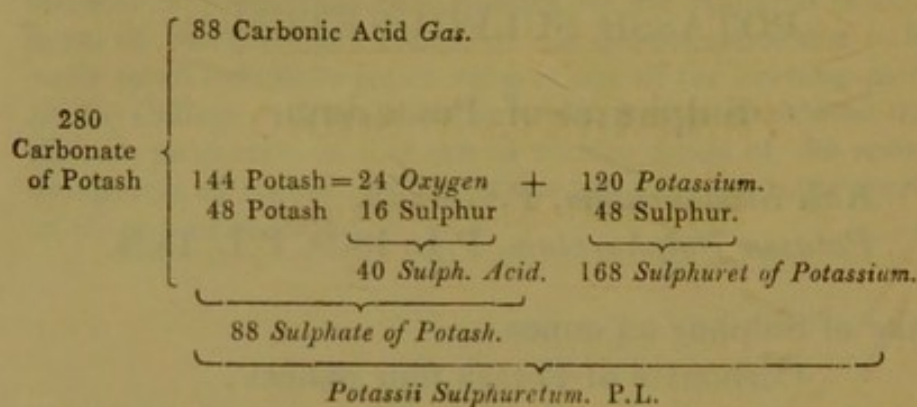 88 Carbonic Acid Gas.
280
Carbonate
of Potash
144 Potash = 24 Oxygen + 120 Potassium.
48 Potash 16 Sulphur 48 Sulphur.
40 Sulph. Acid. 168 Sulphuret of Potassium.
88 Sulphate of Potash.
Potassii Sulphuretum. P.L.